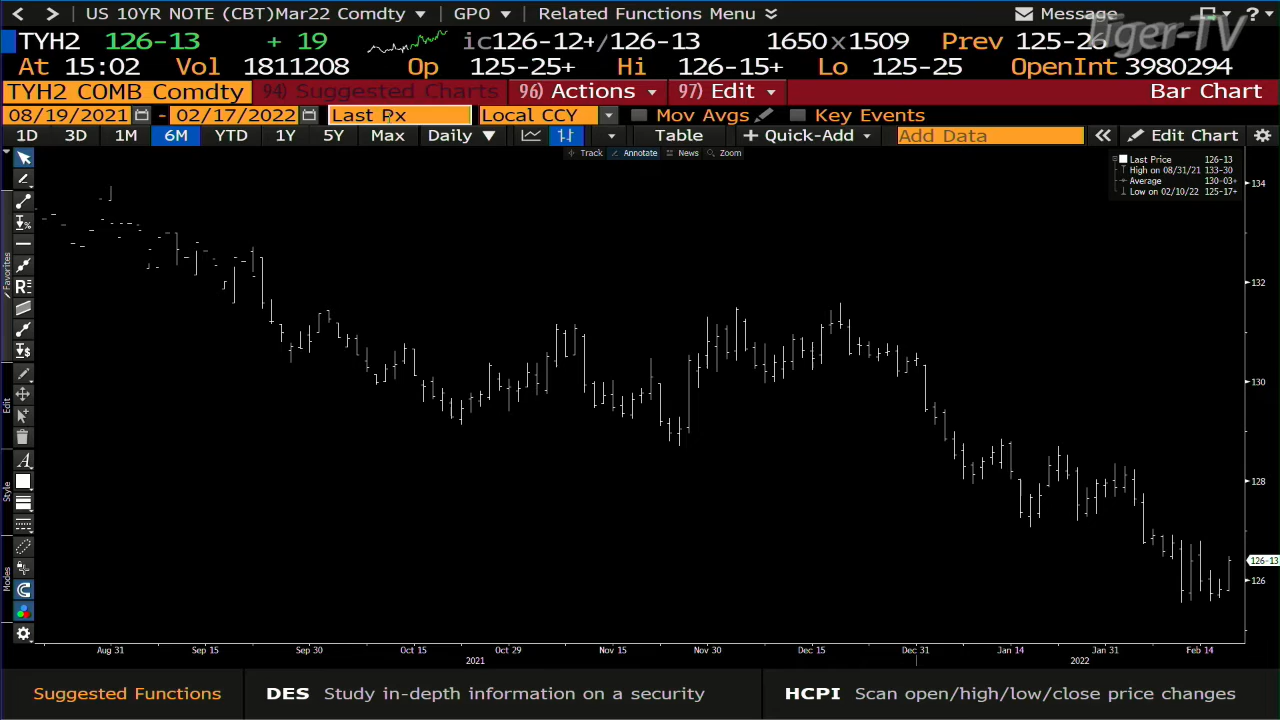 US 10YR NOTE (CBT)Mar22 Comdty GPO Related Functions Menu Message ?
TYH2 126-13 + 19 ic126-12+/126-13 1650x1509 Prev 125-26
Tiger-TV
At 15:02 Vol 1811208 Op 125-25+ Hi 126-15+ Lo 125-25 OpenInt 3980294
TYH2 COMB Comdty 94) Suggested Charts 96) Actions 97) Edit Bar Chart
08/19/2021 - 02/17/2022 Last Px Local CCY Mov Avgs Key Events
1D 3D 1M 6M YTD 1Y 5Y Max Daily Table + Quick-Add Add Data Edit Chart
Track Annotate News Zoom
Last Price 126-13
High on 08/31/21 133-30
Average 130-03+
Low on 02/10/22 125-17+
Favorites
Edit
Style
Modes
134
132
130
128
126-13
126
Aug 31 Sep 15 Sep 30 Oct 15 Oct 29 Nov 15 Nov 30 Dec 15 Dec 31 Jan 14 Jan 31 Feb 14
2021 2022
Suggested Functions DES Study in-depth information on a security HCPI Scan open/high/low/close price changes